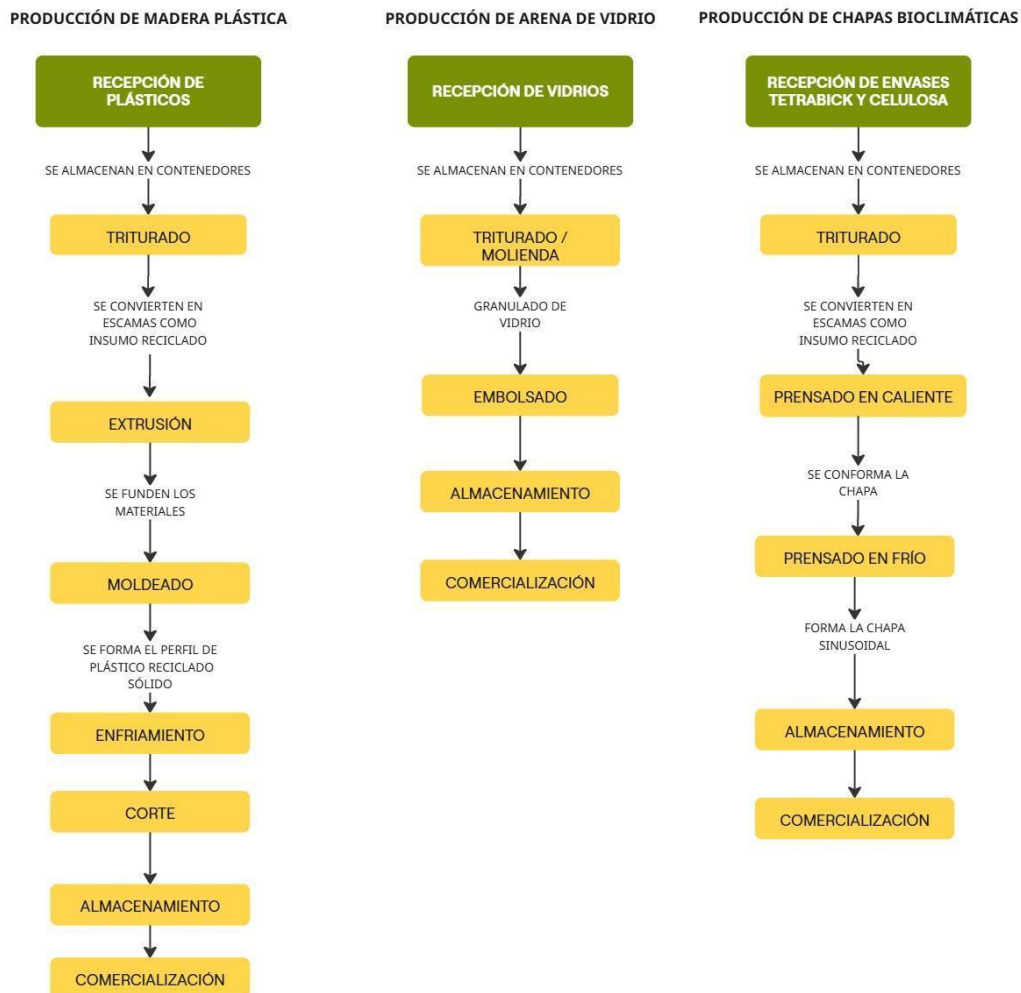 PRODUCCIÓN DE MADERA PLÁSTICA
RECEPCIÓN DE
PLÁSTICOS
SE ALMACENAN EN CONTENEDORES
TRITURADO
SE CONVIERTEN EN
ESCAMAS COMO
INSUMO RECICLADO
EXTRUSIÓN
SE FUNDEN LOS
MATERIALES
MOLDEADO
SE FORMA EL PERFIL DE
PLÁSTICO RECICLADO
SÓLIDO
ENFRIAMIENTO
CORTE
ALMACENAMIENTO
COMERCIALIZACIÓN
PRODUCCIÓN DE ARENA DE VIDRIO
RECEPCIÓN DE VIDRIOS
SE ALMACENAN EN CONTENEDORES
TRITURADO /
MOLIENDA
GRANULADO DE
VIDRIO
EMBOLSADO
ALMACENAMIENTO
COMERCIALIZACIÓN
PRODUCCIÓN DE CHAPAS BIOCLIMÁTICAS
RECEPCIÓN DE ENVASES
TETRABICK Y CELULOSA
SE ALMACENAN EN CONTENEDORES
TRITURADO
SE CONVIERTEN EN
ESCAMAS COMO
INSUMO RECICLADO
PRENSADO EN CALIENTE
SE CONFORMA LA
CHAPA
PRENSADO EN FRÍO
FORMA LA CHAPA
SINUSOIDAL
ALMACENAMIENTO
COMERCIALIZACIÓN